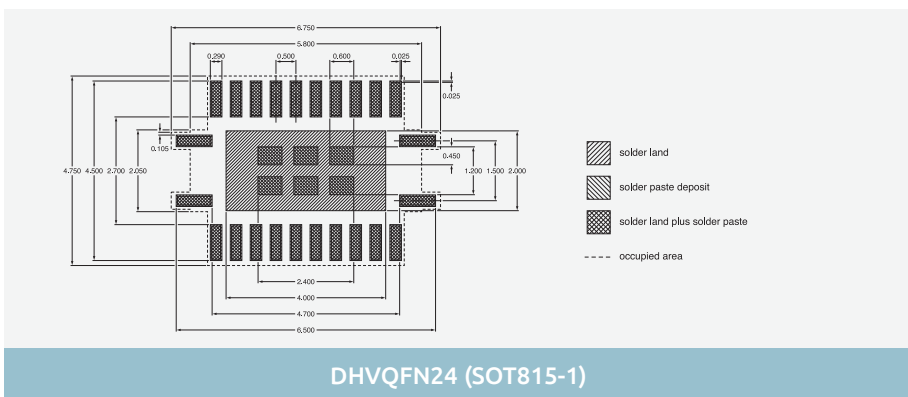 6.750
5.800
0.290 0.500 0.600 0.025
0.025
0.105
0.450
4.750 4.500 2.700 2.050
1.200 1.500 2.000
2.400
4.000
4.700
6.500
solder land
solder paste deposit
solder land plus solder paste
occupied area
DHVQFN24 (SOT815-1)